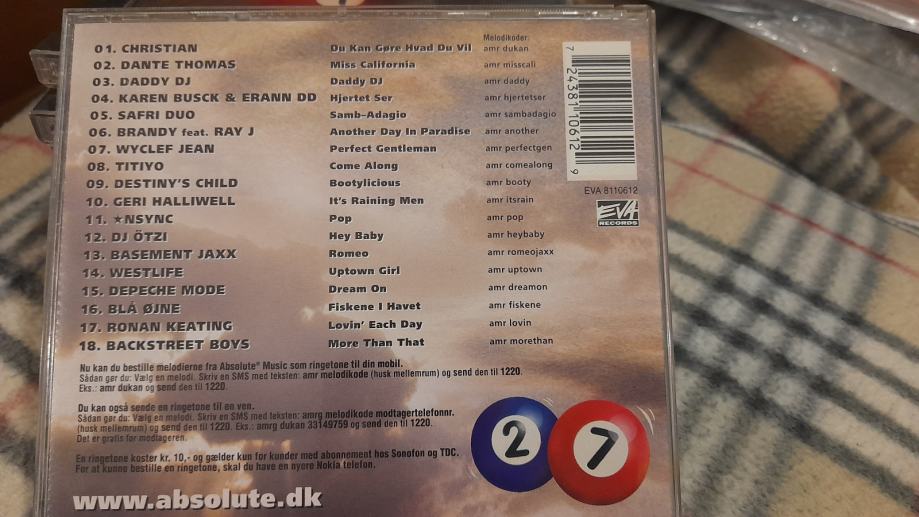 Melodikoder:
01. CHRISTIAN Du Kan Gøre Hvad Du Vil amr dukan
02. DANTE THOMAS Miss California amr misscali
03. DADDY DJ Daddy DJ amr daddy
04. KAREN BUSCK & ERANN DD Hjertet Ser amr hjertetser
05. SAFRI DUO Samb-Adagio amr sambadagio
06. BRANDY feat. RAY J Another Day In Paradise amr another
07. WYCLEF JEAN Perfect Gentleman amr perfectgen
08. TITIYO Come Along amr comealong
09. DESTINY'S CHILD Bootylicious amr booty
10. GERI HALLIWELL It's Raining Men amr itsrain
11. ★NSYNC Pop amr pop
12. DJ ÖTZI Hey Baby amr heybaby
13. BASEMENT JAXX Romeo amr romeojaxx
14. WESTLIFE Uptown Girl amr uptown
15. DEPECHE MODE Dream On amr dreamon
16. BLÅ ØJNE Fiskene I Havet amr fiskene
17. RONAN KEATING Lovin' Each Day amr lovin
18. BACKSTREET BOYS More Than That amr morethan
7 24381 10612 9
EVA 8110612
EVA
RECORDS
Nu kan du bestille melodierne fra Absolute® Music som ringetone til din mobil.
Sådan gør du: Vælg en melodi. Skriv en SMS med teksten: amr melodikode (husk mellemrum) og send den til 1220.
Eks.: amr dukan og send den til 1220.
Du kan også sende en ringetone til en ven.
Sådan gør du: Vælg en melodi. Skriv en SMS med teksten: amrg melodikode modtagertelefonnr.
(husk mellemrum) og send den til 1220. Eks.: amrg dukan 33149759 og send den til 1220.
Det er gratis for modtageren.
En ringetone koster kr. 10,- og gælder kun for kunder med abonnement hos Sonofon og TDC.
For at kunne bestille en ringetone, skal du have en nyere Nokia telefon.
2 7
www.absolute.dk